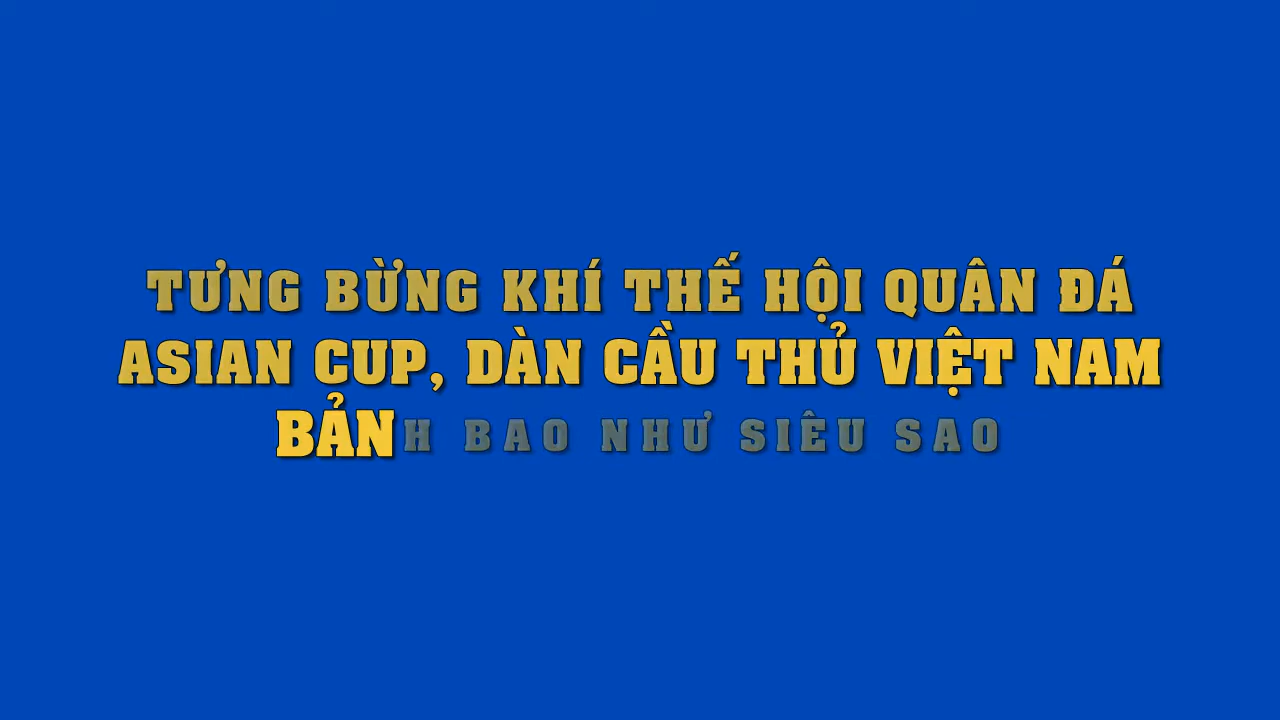 TƯNG BỪNG KHÍ THẾ HỘI QUÂN ĐÁ
ASIAN CUP, DÀN CẦU THỦ VIỆT NAM
BẢNH BAO NHƯ SIÊU SAO